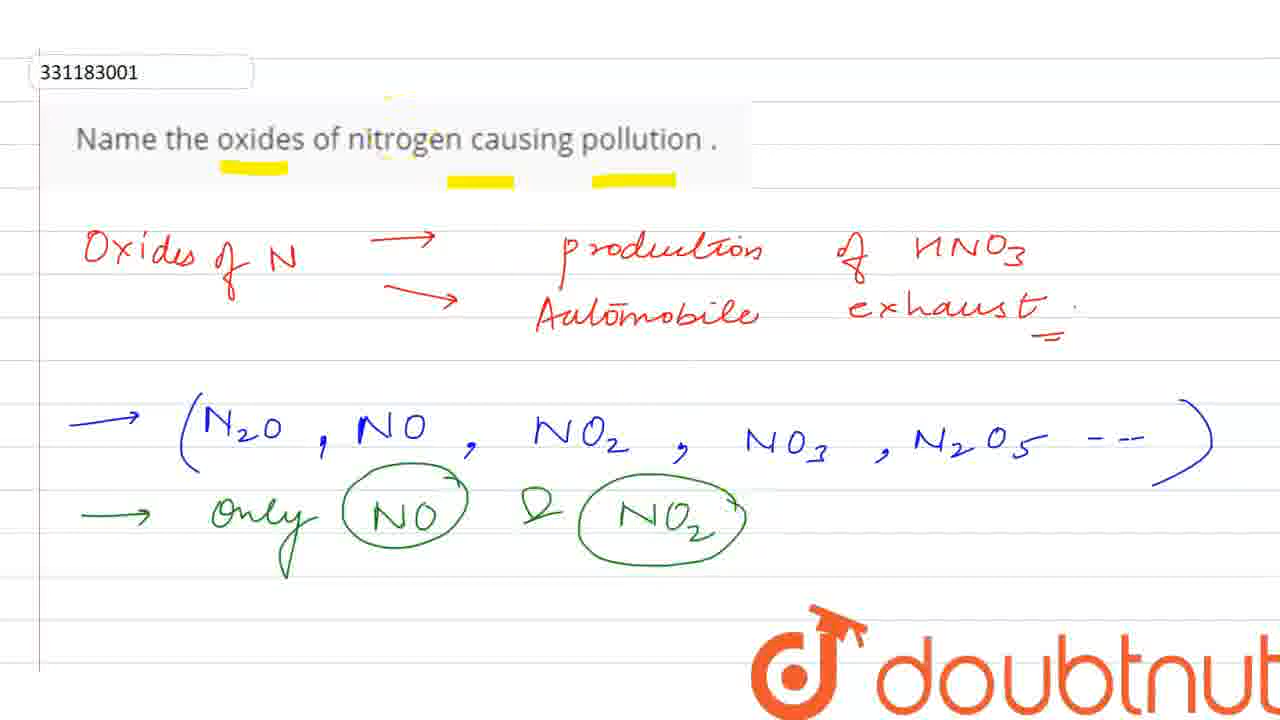 331183001
Name the oxides of nitrogen causing pollution .
Oxides of N → production of HNO3
→ Automobile exhaust .
→ (N2O , NO , NO2 , NO3 , N2O5 ---)
→ Only NO & NO2
doubtnut